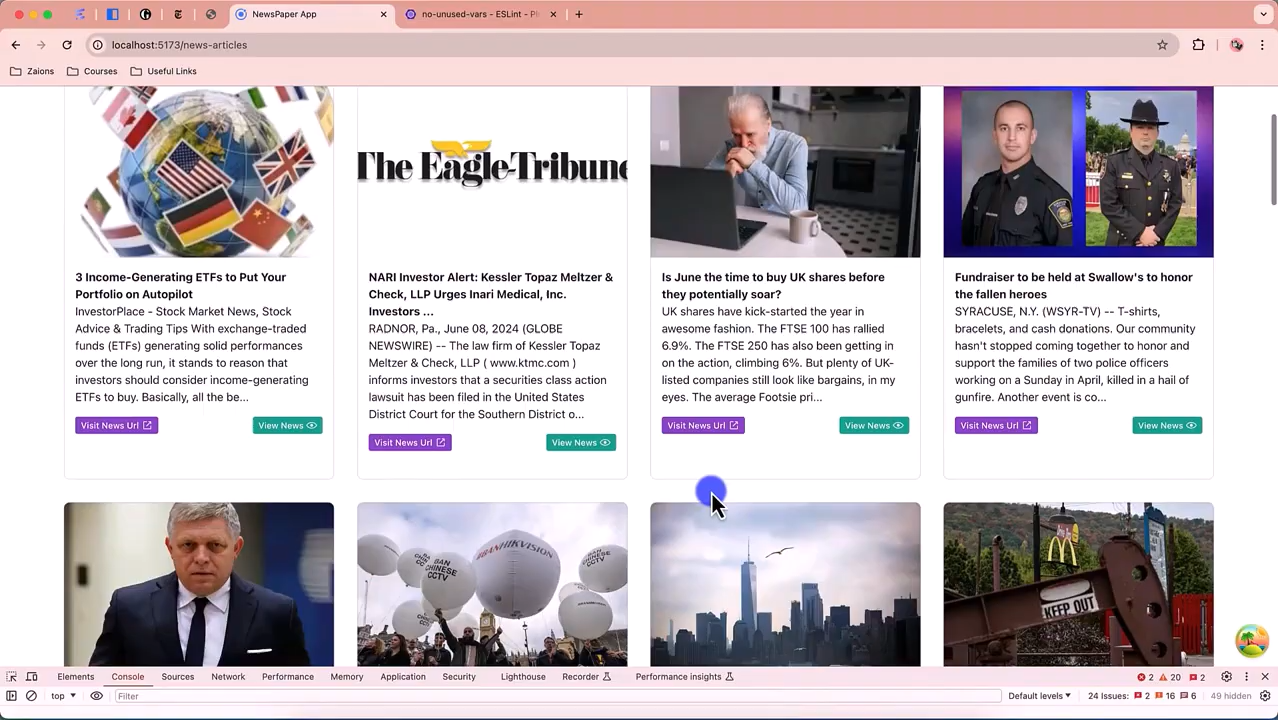 NewsPaper App
no-unused-vars - ESLint - Pl
localhost:5173/news-articles
Zaions
Courses
Useful Links
The Eagle-Tribune
3 Income-Generating ETFs to Put Your
Portfolio on Autopilot
InvestorPlace - Stock Market News, Stock
Advice & Trading Tips With exchange-traded
funds (ETFs) generating solid performances
over the long run, it stands to reason that
investors should consider income-generating
ETFs to buy. Basically, all the be...
Visit News Url
View News
NARI Investor Alert: Kessler Topaz Meltzer &
Check, LLP Urges Inari Medical, Inc.
Investors ...
RADNOR, Pa., June 08, 2024 (GLOBE
NEWSWIRE) -- The law firm of Kessler Topaz
Meltzer & Check, LLP ( www.ktmc.com )
informs investors that a securities class action
lawsuit has been filed in the United States
District Court for the Southern District o...
Visit News Url
View News
Is June the time to buy UK shares before
they potentially soar?
UK shares have kick-started the year in
awesome fashion. The FTSE 100 has rallied
6.9%. The FTSE 250 has also been getting in
on the action, climbing 6%. But plenty of UK-
listed companies still look like bargains, in my
eyes. The average Footsie pri...
Visit News Url
View News
Fundraiser to be held at Swallow's to honor
the fallen heroes
SYRACUSE, N.Y. (WSYR-TV) -- T-shirts,
bracelets, and cash donations. Our community
hasn't stopped coming together to honor and
support the families of two police officers
working on a Sunday in April, killed in a hail of
gunfire. Another event is co...
Visit News Url
View News
BAN
CHINESE
CCTV
#BANHIKVISION
KEEP OUT
Elements
Console
Sources
Network
Performance
Memory
Application
Security
Lighthouse
Recorder
Performance insights
2
20
2
top
Filter
Default levels
24 Issues:
2
16
6
49 hidden